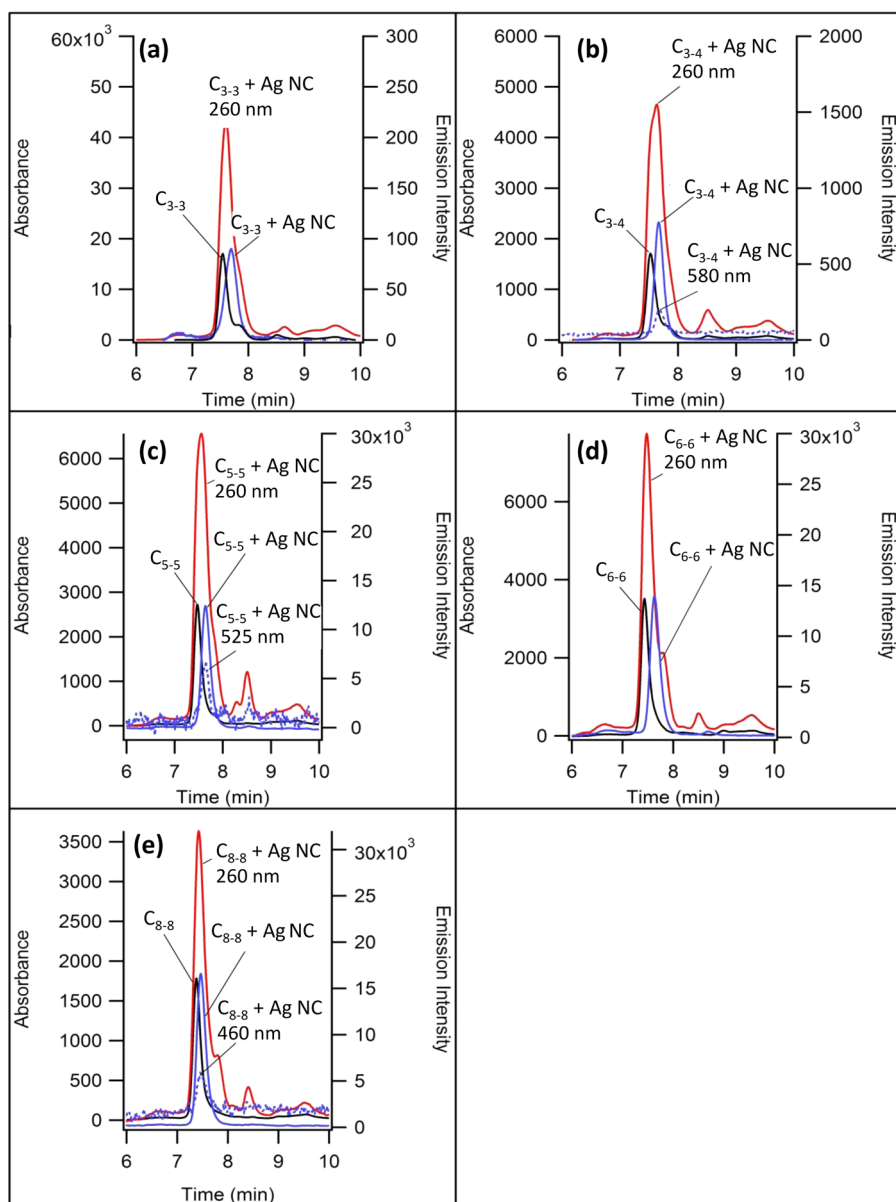 (a)
60x10³
50
40
30
20
10
0
Absorbance
300
250
200
150
100
50
0
Emission Intensity
C₃₋₃ + Ag NC
260 nm
C₃₋₃
C₃₋₃ + Ag NC
6 7 8 9 10
Time (min)
(b)
6000
5000
4000
3000
2000
1000
0
Absorbance
2000
1500
1000
500
0
Emission Intensity
C₃₋₄ + Ag NC
260 nm
C₃₋₄ + Ag NC
C₃₋₄
C₃₋₄ + Ag NC
580 nm
6 7 8 9 10
Time (min)
(c)
6000
5000
4000
3000
2000
1000
0
Absorbance
30x10³
25
20
15
10
5
0
Emission Intensity
C₅₋₅ + Ag NC
260 nm
C₅₋₅ + Ag NC
C₅₋₅
C₅₋₅ + Ag NC
525 nm
6 7 8 9 10
Time (min)
(d)
6000
4000
2000
0
Absorbance
30x10³
25
20
15
10
5
0
Emission Intensity
C₆₋₆ + Ag NC
260 nm
C₆₋₆
C₆₋₆ + Ag NC
6 7 8 9 10
Time (min)
(e)
3500
3000
2500
2000
1500
1000
500
0
Absorbance
30x10³
25
20
15
10
5
0
Emission Intensity
C₈₋₈ + Ag NC
260 nm
C₈₋₈
C₈₋₈ + Ag NC
C₈₋₈ + Ag NC
460 nm
6 7 8 9 10
Time (min)